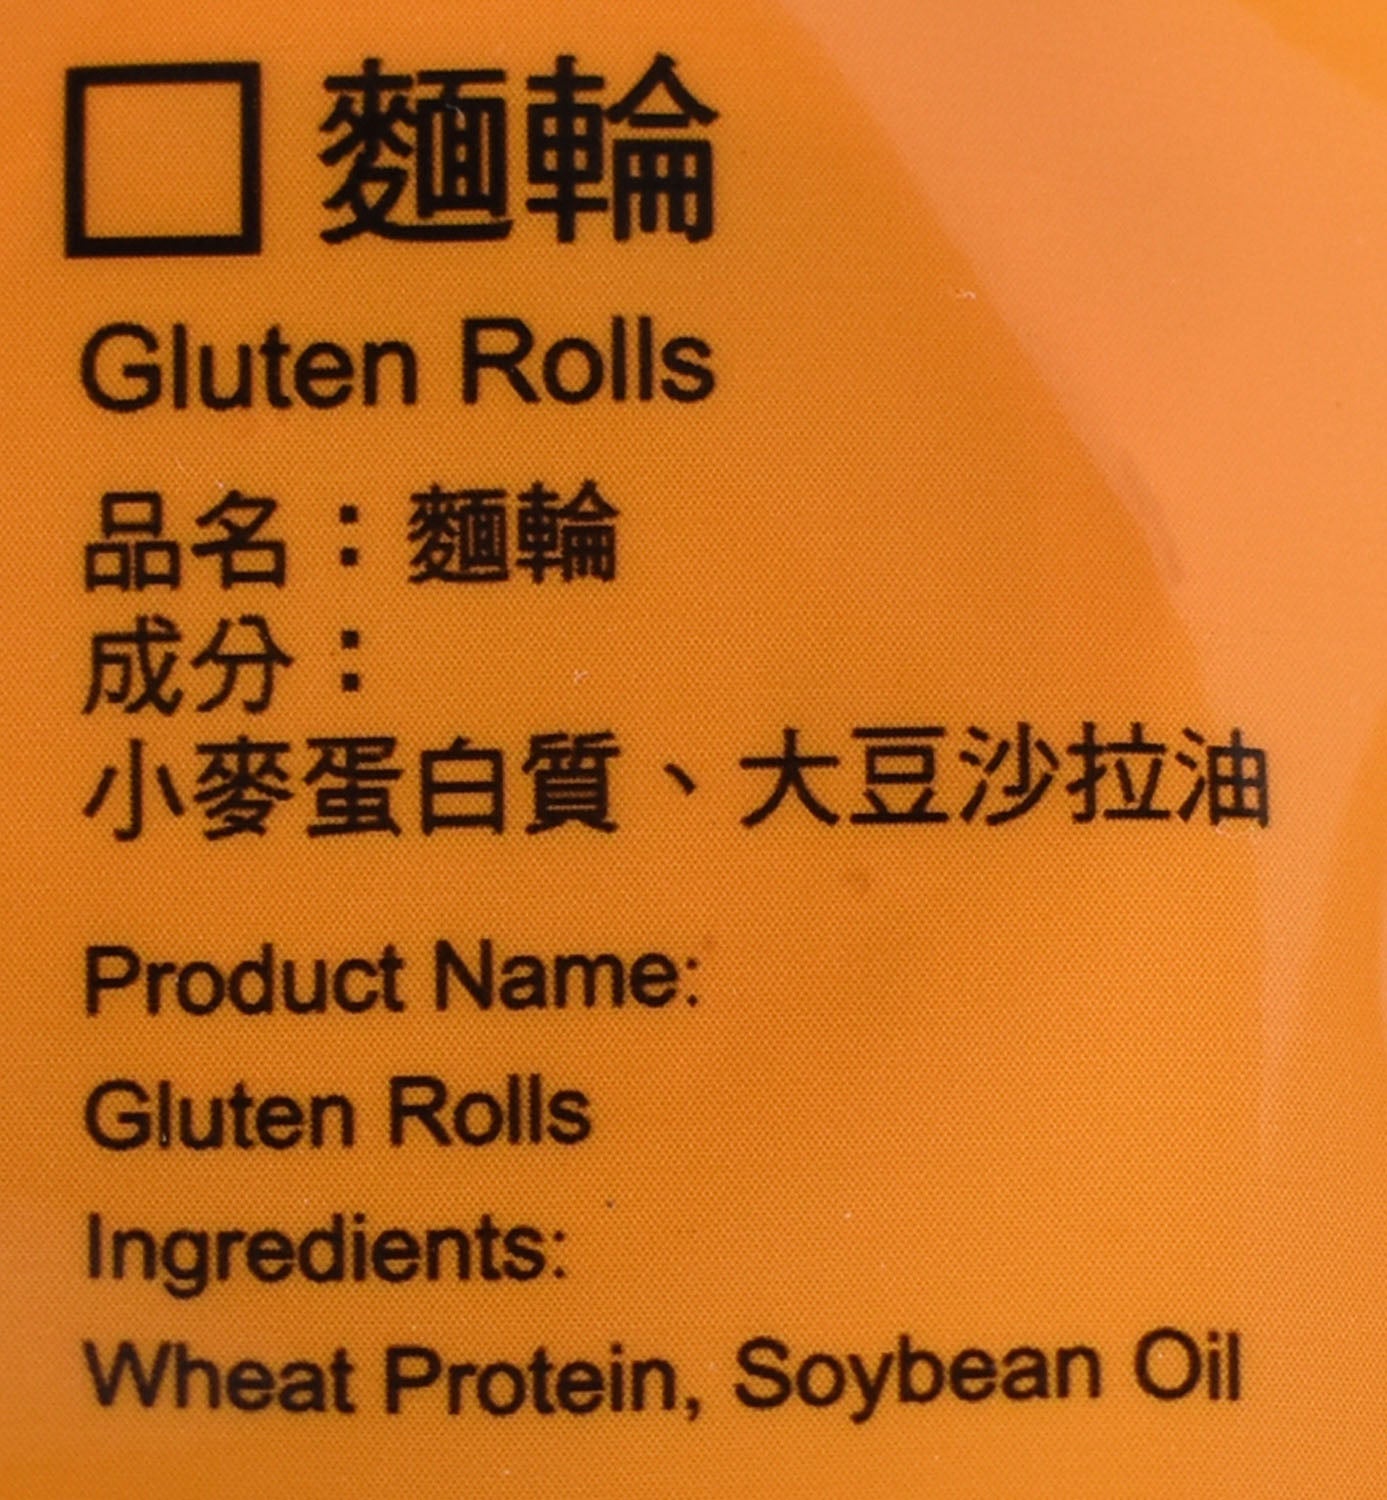 □ 麵輪
Gluten Rolls
品名：麵輪
成分：
小麥蛋白質、大豆沙拉油
Product Name:
Gluten Rolls
Ingredients:
Wheat Protein, Soybean Oil